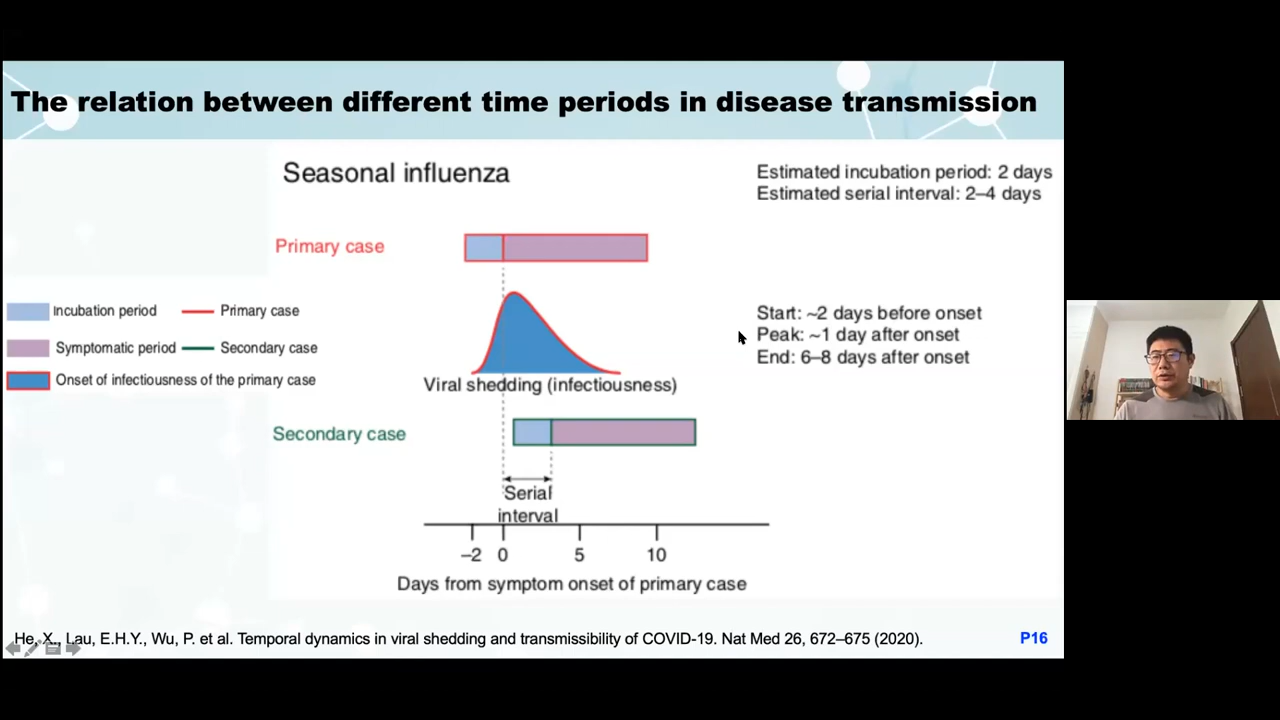 The relation between different time periods in disease transmission
Seasonal influenza
Estimated incubation period: 2 days
Estimated serial interval: 2–4 days
Primary case
Incubation period
Primary case
Symptomatic period
Secondary case
Onset of infectiousness of the primary case
Start: ~2 days before onset
Peak: ~1 day after onset
End: 6–8 days after onset
Viral shedding (infectiousness)
Secondary case
Serial
interval
–2 0 5 10
Days from symptom onset of primary case
He, X., Lau, E.H.Y., Wu, P. et al. Temporal dynamics in viral shedding and transmissibility of COVID-19. Nat Med 26, 672–675 (2020).
P16